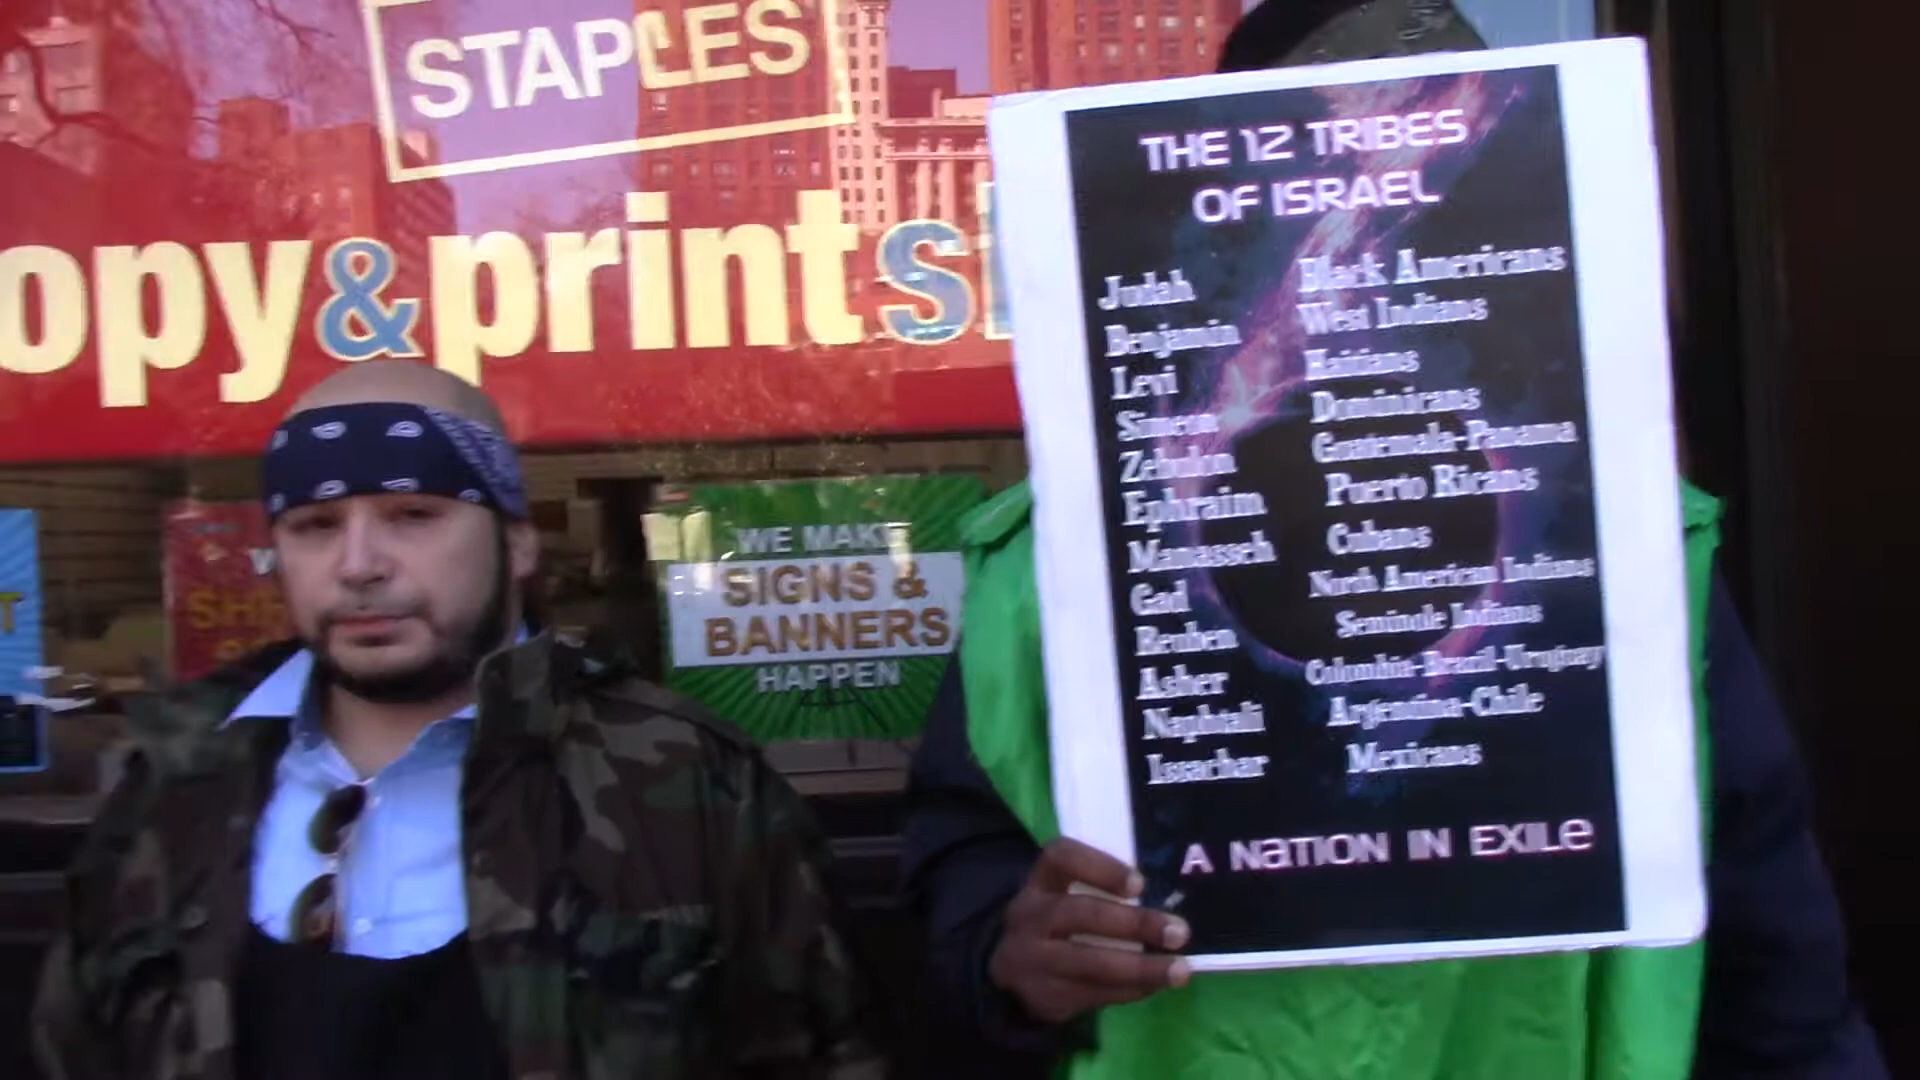 STAPLES
opy&prints
WE MAKE
SIGNS &
BANNERS
HAPPEN
THE 12 TRIBES
OF ISRAEL
Judah Black Americans
Benjamin West Indians
Levi Haitians
Simeon Dominicans
Zebulon Guatemala-Panama
Ephraim Puerto Ricans
Manasseh Cubans
Gad North American Indians
Reuben Seminole Indians
Asher Columbia-Brazil-Uruguay
Naphtali Argentina-Chile
Issachar Mexicans
A NATION IN EXILE